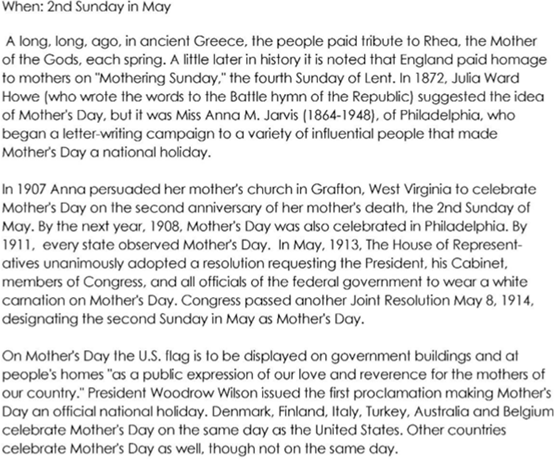 When: 2nd Sunday in May
A long, long, ago, in ancient Greece, the people paid tribute to Rhea, the Mother
of the Gods, each spring. A little later in history it is noted that England paid homage
to mothers on "Mothering Sunday," the fourth Sunday of Lent. In 1872, Julia Ward
Howe (who wrote the words to the Battle hymn of the Republic) suggested the idea
of Mother's Day, but it was Miss Anna M. Jarvis (1864-1948), of Philadelphia, who
began a letter-writing campaign to a variety of influential people that made
Mother's Day a national holiday.
In 1907 Anna persuaded her mother's church in Grafton, West Virginia to celebrate
Mother's Day on the second anniversary of her mother's death, the 2nd Sunday of
May. By the next year, 1908, Mother's Day was also celebrated in Philadelphia. By
1911, every state observed Mother's Day. In May, 1913, The House of Represent-
atives unanimously adopted a resolution requesting the President, his Cabinet,
members of Congress, and all officials of the federal government to wear a white
carnation on Mother's Day. Congress passed another Joint Resolution May 8, 1914,
designating the second Sunday in May as Mother's Day.
On Mother's Day the U.S. flag is to be displayed on government buildings and at
people's homes "as a public expression of our love and reverence for the mothers of
our country." President Woodrow Wilson issued the first proclamation making Mother's
Day an official national holiday. Denmark, Finland, Italy, Turkey, Australia and Belgium
celebrate Mother's Day on the same day as the United States. Other countries
celebrate Mother's Day as well, though not on the same day.